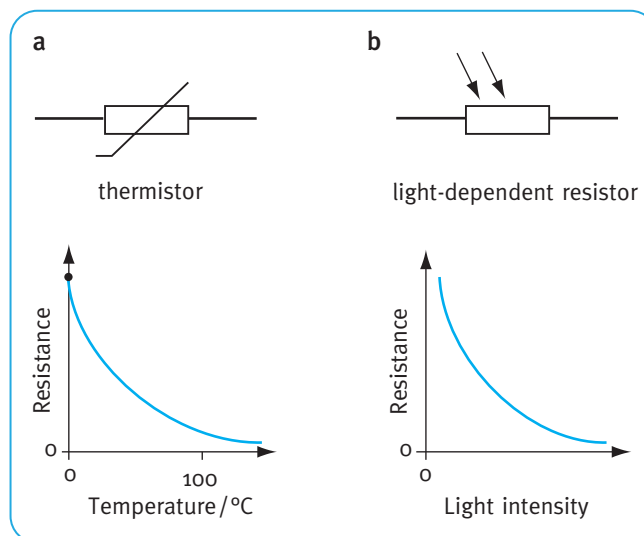 a
thermistor
Resistance
0
0
100
Temperature/°C
b
light-dependent resistor
Resistance
0
0
Light intensity